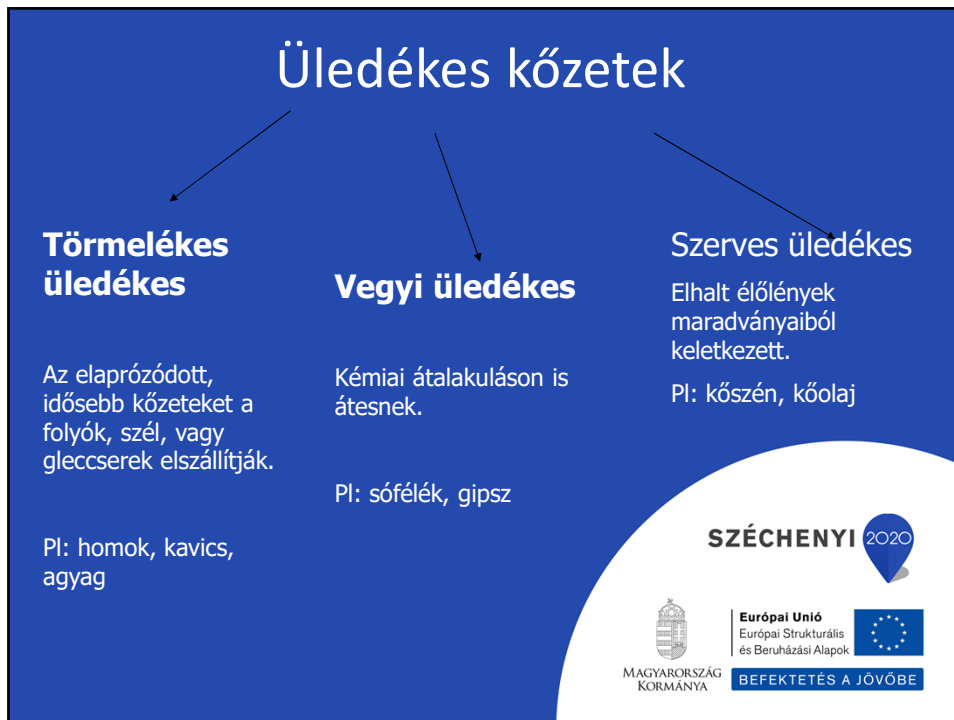 Üledékes kőzetek
Törmelékes
üledékes
Az elaprózódott,
idősebb kőzeteket a
folyók, szél, vagy
gleccserek elszállítják.
Pl: homok, kavics,
agyag
Vegyi üledékes
Kémiai átalakuláson is
átesnek.
Pl: sófélék, gipsz
Szerves üledékes
Elhalt élőlények
maradványaiból
keletkezett.
Pl: kőszén, kőolaj
SZÉCHENYI 2020
MAGYARORSZÁG
KORMÁNYA
Európai Unió
Európai Strukturális
és Beruházási Alapok
BEFEKTETÉS A JÖVŐBE